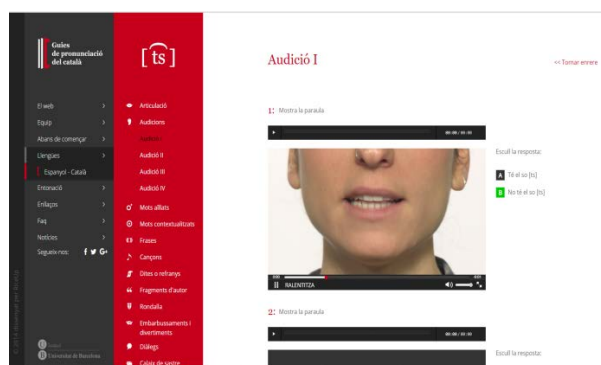 Guies
de pronunciació
del català
El web
Equip
Abans de començar
Llengües
Espanyol - Català
Entonació
Enllaços
Faq
Notícies
Segueix-nos:
Universitat de Barcelona
[ts]
Articulació
Audicions
Audició I
Audició II
Audició III
Audició IV
Mots aïllats
Mots contextualitzats
Frases
Cançons
Dites o refranys
Fragments d'autor
Rondalla
Embarbussaments i
divertiments
Diàlegs
Calaix de sastre
Audició I
<< Tornar enrere
1: Mostra la paraula
Escull la resposta:
A Té el so [ts]
B No té el so [ts]
RALENTITZA
2: Mostra la paraula
Escull la resposta: